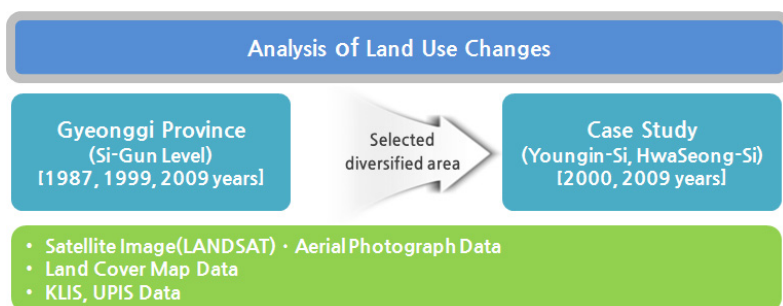 Analysis of Land Use Changes
Gyeonggi Province
(Si-Gun Level)
[1987, 1999, 2009 years]
Selected
diversified area
Case Study
(Youngin-Si, HwaSeong-Si)
[2000, 2009 years]
• Satellite Image(LANDSAT) · Aerial Photograph Data
• Land Cover Map Data
• KLIS, UPIS Data